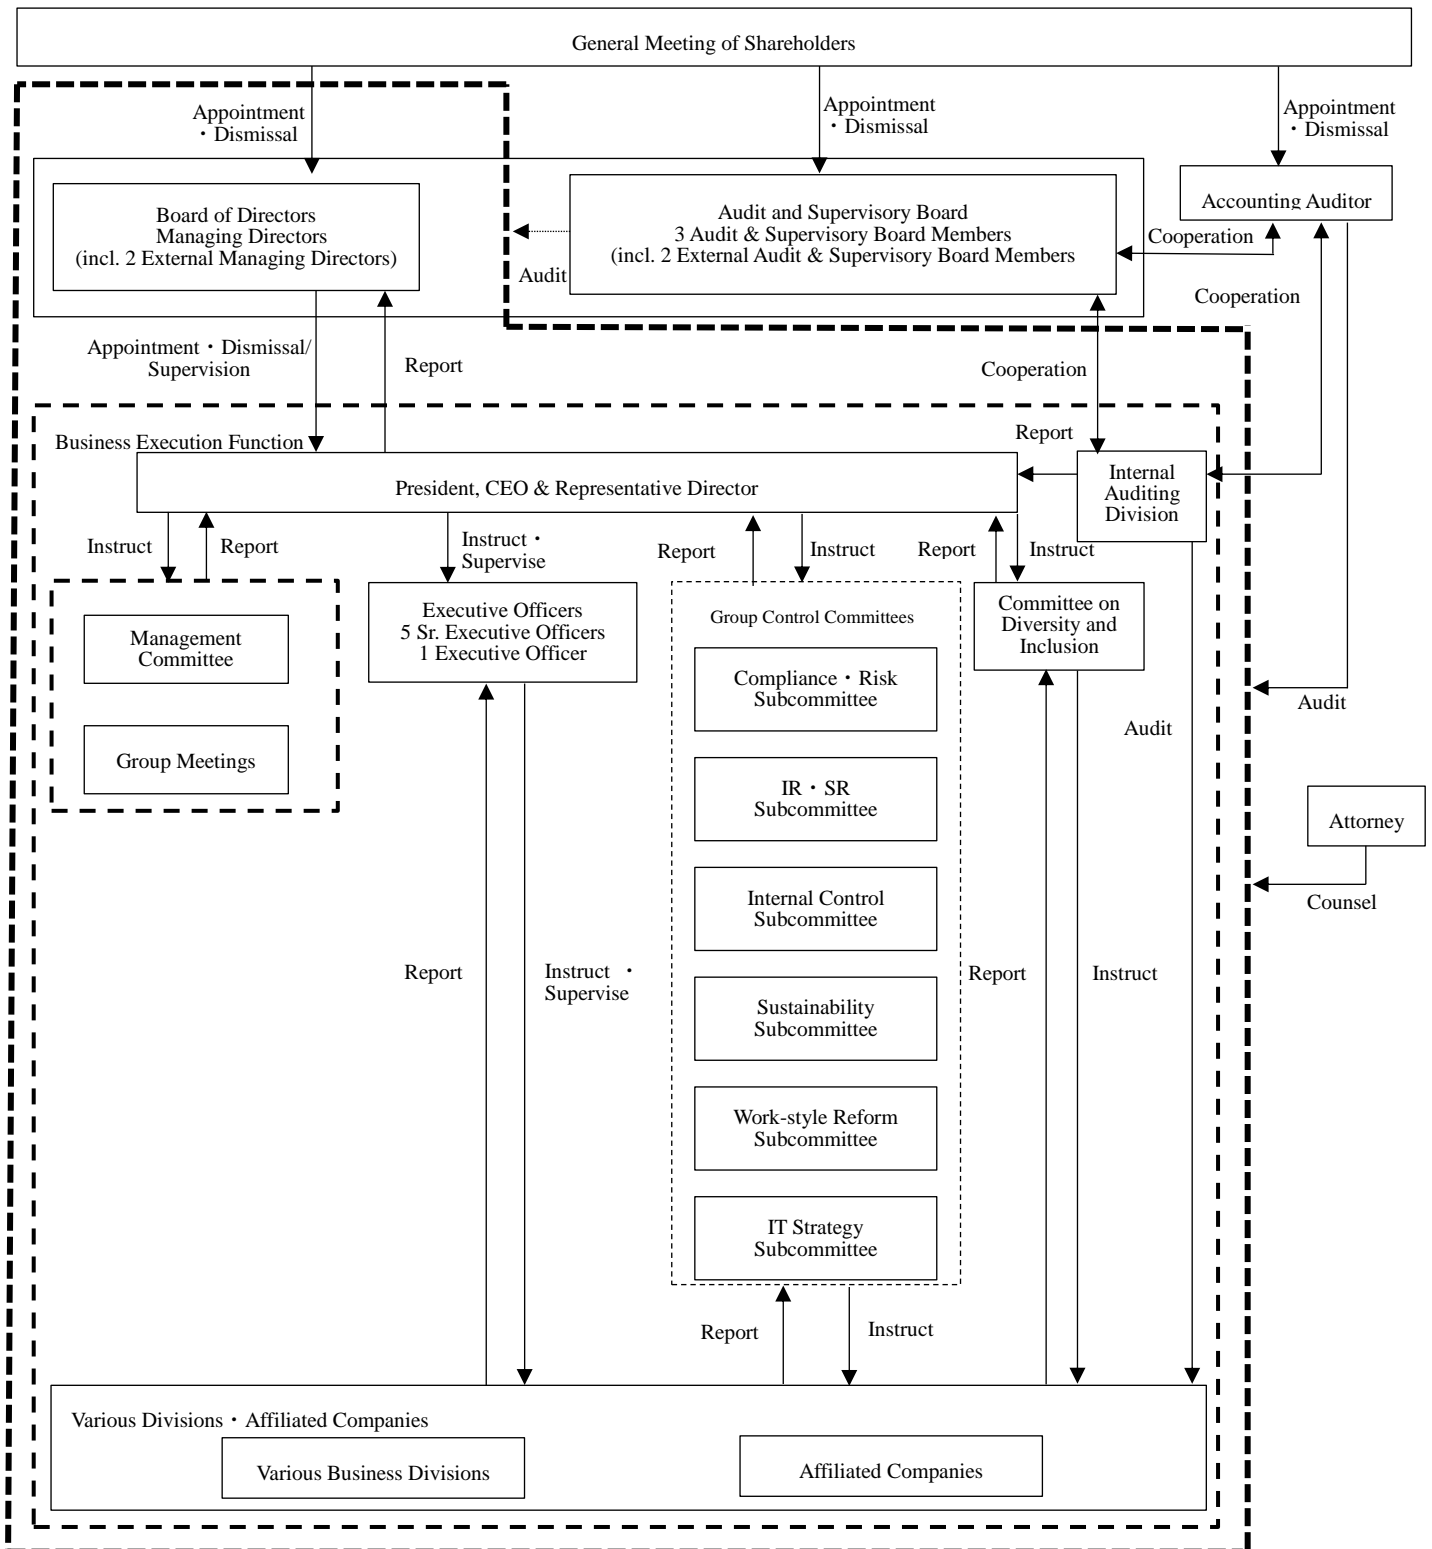 General Meeting of Shareholders
Appointment
・Dismissal
Appointment
・Dismissal
Appointment
・Dismissal
Board of Directors
Managing Directors
(incl. 2 External Managing Directors)
Audit
Audit and Supervisory Board
3 Audit & Supervisory Board Members
(incl. 2 External Audit & Supervisory Board Members
Accounting Auditor
Cooperation
Cooperation
Appointment・Dismissal/
Supervision
Report
Cooperation
Business Execution Function
Report
President, CEO & Representative Director
Internal
Auditing
Division
Instruct
Report
Instruct・
Supervise
Report
Instruct
Report
Instruct
Management
Committee
Group Meetings
Executive Officers
5 Sr. Executive Officers
1 Executive Officer
Group Control Committees
Compliance・Risk
Subcommittee
IR・SR
Subcommittee
Internal Control
Subcommittee
Sustainability
Subcommittee
Work-style Reform
Subcommittee
IT Strategy
Subcommittee
Committee on
Diversity and
Inclusion
Audit
Audit
Attorney
Counsel
Report
Instruct ・
Supervise
Report
Instruct
Report
Instruct
Various Divisions・Affiliated Companies
Various Business Divisions
Affiliated Companies